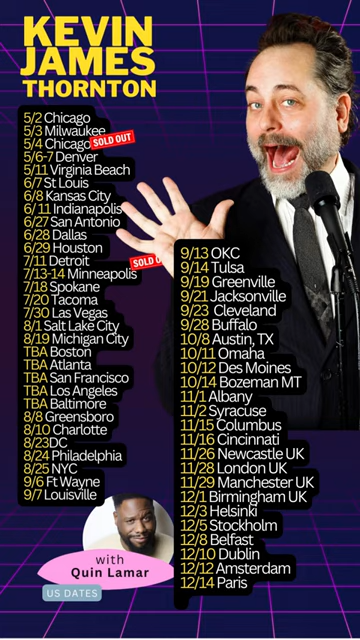 KEVIN
JAMES
THORNTON
5/2 Chicago
5/3 Milwaukee
5/4 Chicago SOLD OUT
5/6-7 Denver
5/11 Virginia Beach
6/7 St Louis
6/8 Kansas City
6/ 11 Indianapolis
6/27 San Antonio
6/28 Dallas
6/29 Houston
7/11 Detroit SOLD
7/13-14 Minneapolis
7/18 Spokane
7/20 Tacoma
7/30 Las Vegas
8/1 Salt Lake City
8/19 Michigan City
TBA Boston
TBA Atlanta
TBA San Francisco
TBA Los Angeles
TBA Baltimore
8/8 Greensboro
8/10 Charlotte
8/23DC
8/24 Philadelphia
8/25 NYC
9/6 Ft Wayne
9/7 Louisville
9/13 OKC
9/14 Tulsa
9/19 Greenville
9/21 Jacksonville
9/23 Cleveland
9/28 Buffalo
10/8 Austin, TX
10/11 Omaha
10/12 Des Moines
10/14 Bozeman MT
11/1 Albany
11/2 Syracuse
11/15 Columbus
11/16 Cincinnati
11/26 Newcastle UK
11/28 London UK
11/29 Manchester UK
12/1 Birmingham UK
12/3 Helsinki
12/5 Stockholm
12/8 Belfast
12/10 Dublin
12/12 Amsterdam
12/14 Paris
with
Quin Lamar
US DATES